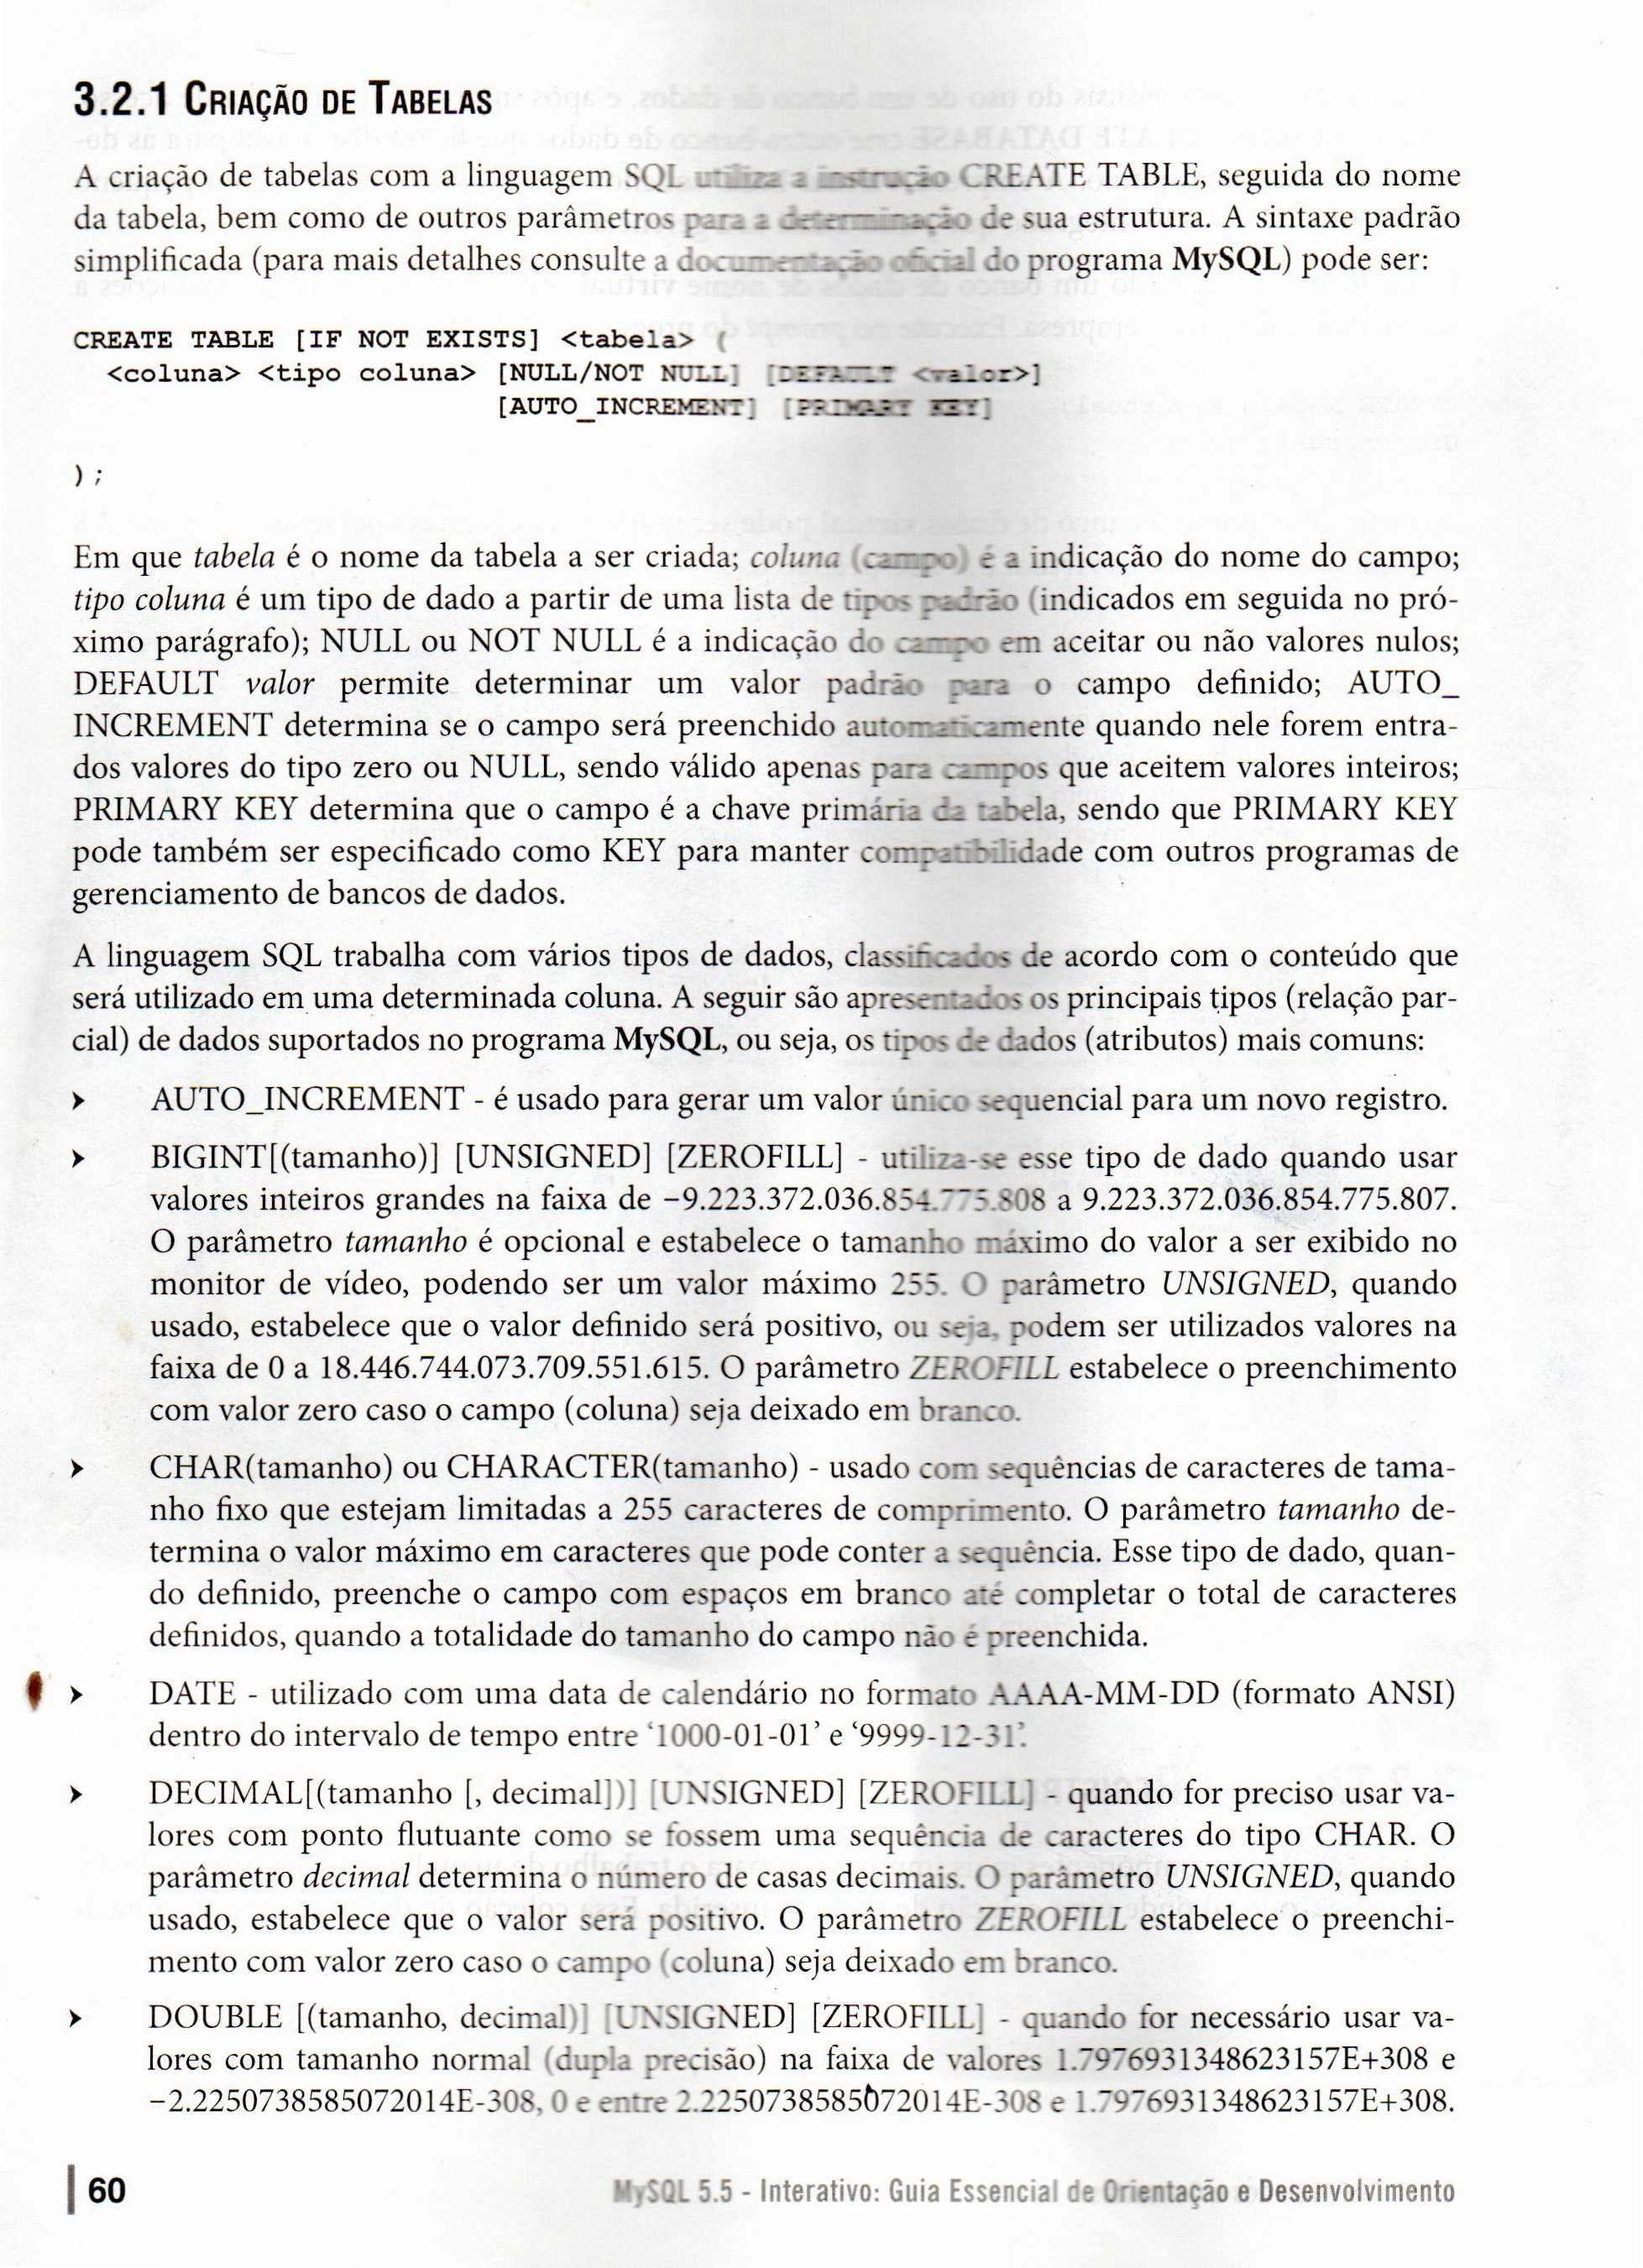 3.2.1 CRIAÇÃO DE TABELAS
A criação de tabelas com a linguagem SQL utiliza a instrução CREATE TABLE, seguida do nome
da tabela, bem como de outros parâmetros para a determinação de sua estrutura. A sintaxe padrão
simplificada (para mais detalhes consulte a documentação oficial do programa MySQL) pode ser:
CREATE TABLE [IF NOT EXISTS] <tabela> (
<coluna> <tipo coluna> [NULL/NOT NULL] [DEFAULT <valor>]
[AUTO_INCREMENT] [PRIMARY KEY]
);
Em que tabela é o nome da tabela a ser criada; coluna (campo) é a indicação do nome do campo;
tipo coluna é um tipo de dado a partir de uma lista de tipos padrão (indicados em seguida no pró-
ximo parágrafo); NULL ou NOT NULL é a indicação do campo em aceitar ou não valores nulos;
DEFAULT valor permite determinar um valor padrão para o campo definido; AUTO_
INCREMENT determina se o campo será preenchido automaticamente quando nele forem entra-
dos valores do tipo zero ou NULL, sendo válido apenas para campos que aceitem valores inteiros;
PRIMARY KEY determina que o campo é a chave primária da tabela, sendo que PRIMARY KEY
pode também ser especificado como KEY para manter compatibilidade com outros programas de
gerenciamento de bancos de dados.
A linguagem SQL trabalha com vários tipos de dados, classificados de acordo com o conteúdo que
será utilizado em uma determinada coluna. A seguir são apresentados os principais tipos (relação par-
cial) de dados suportados no programa MySQL, ou seja, os tipos de dados (atributos) mais comuns:
➤ AUTO_INCREMENT - é usado para gerar um valor único sequencial para um novo registro.
➤ BIGINT[(tamanho)] [UNSIGNED] [ZEROFILL] - utiliza-se esse tipo de dado quando usar
valores inteiros grandes na faixa de −9.223.372.036.854.775.808 a 9.223.372.036.854.775.807.
O parâmetro tamanho é opcional e estabelece o tamanho máximo do valor a ser exibido no
monitor de vídeo, podendo ser um valor máximo 255. O parâmetro UNSIGNED, quando
usado, estabelece que o valor definido será positivo, ou seja, podem ser utilizados valores na
faixa de 0 a 18.446.744.073.709.551.615. O parâmetro ZEROFILL estabelece o preenchimento
com valor zero caso o campo (coluna) seja deixado em branco.
➤ CHAR(tamanho) ou CHARACTER(tamanho) - usado com sequências de caracteres de tama-
nho fixo que estejam limitadas a 255 caracteres de comprimento. O parâmetro tamanho de-
termina o valor máximo em caracteres que pode conter a sequência. Esse tipo de dado, quan-
do definido, preenche o campo com espaços em branco até completar o total de caracteres
definidos, quando a totalidade do tamanho do campo não é preenchida.
➤ DATE - utilizado com uma data de calendário no formato AAAA-MM-DD (formato ANSI)
dentro do intervalo de tempo entre ‘1000-01-01’ e ‘9999-12-31’.
➤ DECIMAL[(tamanho [, decimal])] [UNSIGNED] [ZEROFILL] - quando for preciso usar va-
lores com ponto flutuante como se fossem uma sequência de caracteres do tipo CHAR. O
parâmetro decimal determina o número de casas decimais. O parâmetro UNSIGNED, quando
usado, estabelece que o valor será positivo. O parâmetro ZEROFILL estabelece o preenchi-
mento com valor zero caso o campo (coluna) seja deixado em branco.
➤ DOUBLE [(tamanho, decimal)] [UNSIGNED] [ZEROFILL] - quando for necessário usar va-
lores com tamanho normal (dupla precisão) na faixa de valores 1.7976931348623157E+308 e
−2.2250738585072014E-308, 0 e entre 2.2250738585072014E-308 e 1.7976931348623157E+308.
60 MySQL 5.5 - Interativo: Guia Essencial de Orientação e Desenvolvimento